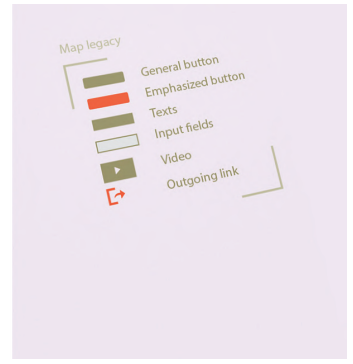 Map legacy
General button
Emphasized button
Texts
Input fields
Video
Outgoing link